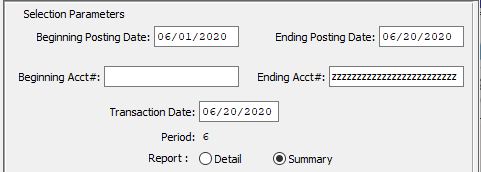 Selection Parameters
Beginning Posting Date: 06/01/2020 Ending Posting Date: 06/20/2020
Beginning Acct#: Ending Acct#: zzzzzzzzzzzzzzzzzzzzzzzzz
Transaction Date: 06/20/2020
Period: 6
Report : Detail Summary